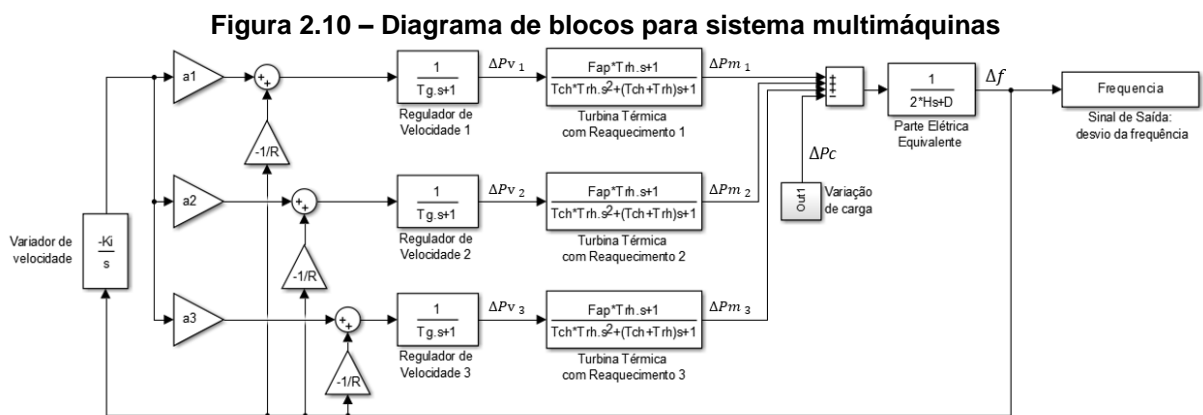 Figura 2.10 – Diagrama de blocos para sistema multimáquinas
a1
-1/R
1
Tg.s+1
Regulador de
Velocidade 1
ΔPv 1
Fap*Trh.s+1
Tch*Trh.s2+(Tch+Trh)s+1
Turbina Térmica
com Reaquecimento 1
ΔPm 1
1
2*Hs+D
Parte Elétrica
Equivalente
Δf
Frequencia
Sinal de Saída:
desvio da frequência
ΔPc
Out1
Variação
de carga
Variador de
velocidade
-Ki
s
a2
-1/R
1
Tg.s+1
Regulador de
Velocidade 2
ΔPv 2
Fap*Trh.s+1
Tch*Trh.s2+(Tch+Trh)s+1
Turbina Térmica
com Reaquecimento 2
ΔPm 2
a3
-1/R
1
Tg.s+1
Regulador de
Velocidade 3
ΔPv 3
Fap*Trh.s+1
Tch*Trh.s2+(Tch+Trh)s+1
Turbina Térmica
com Reaquecimento 3
ΔPm 3